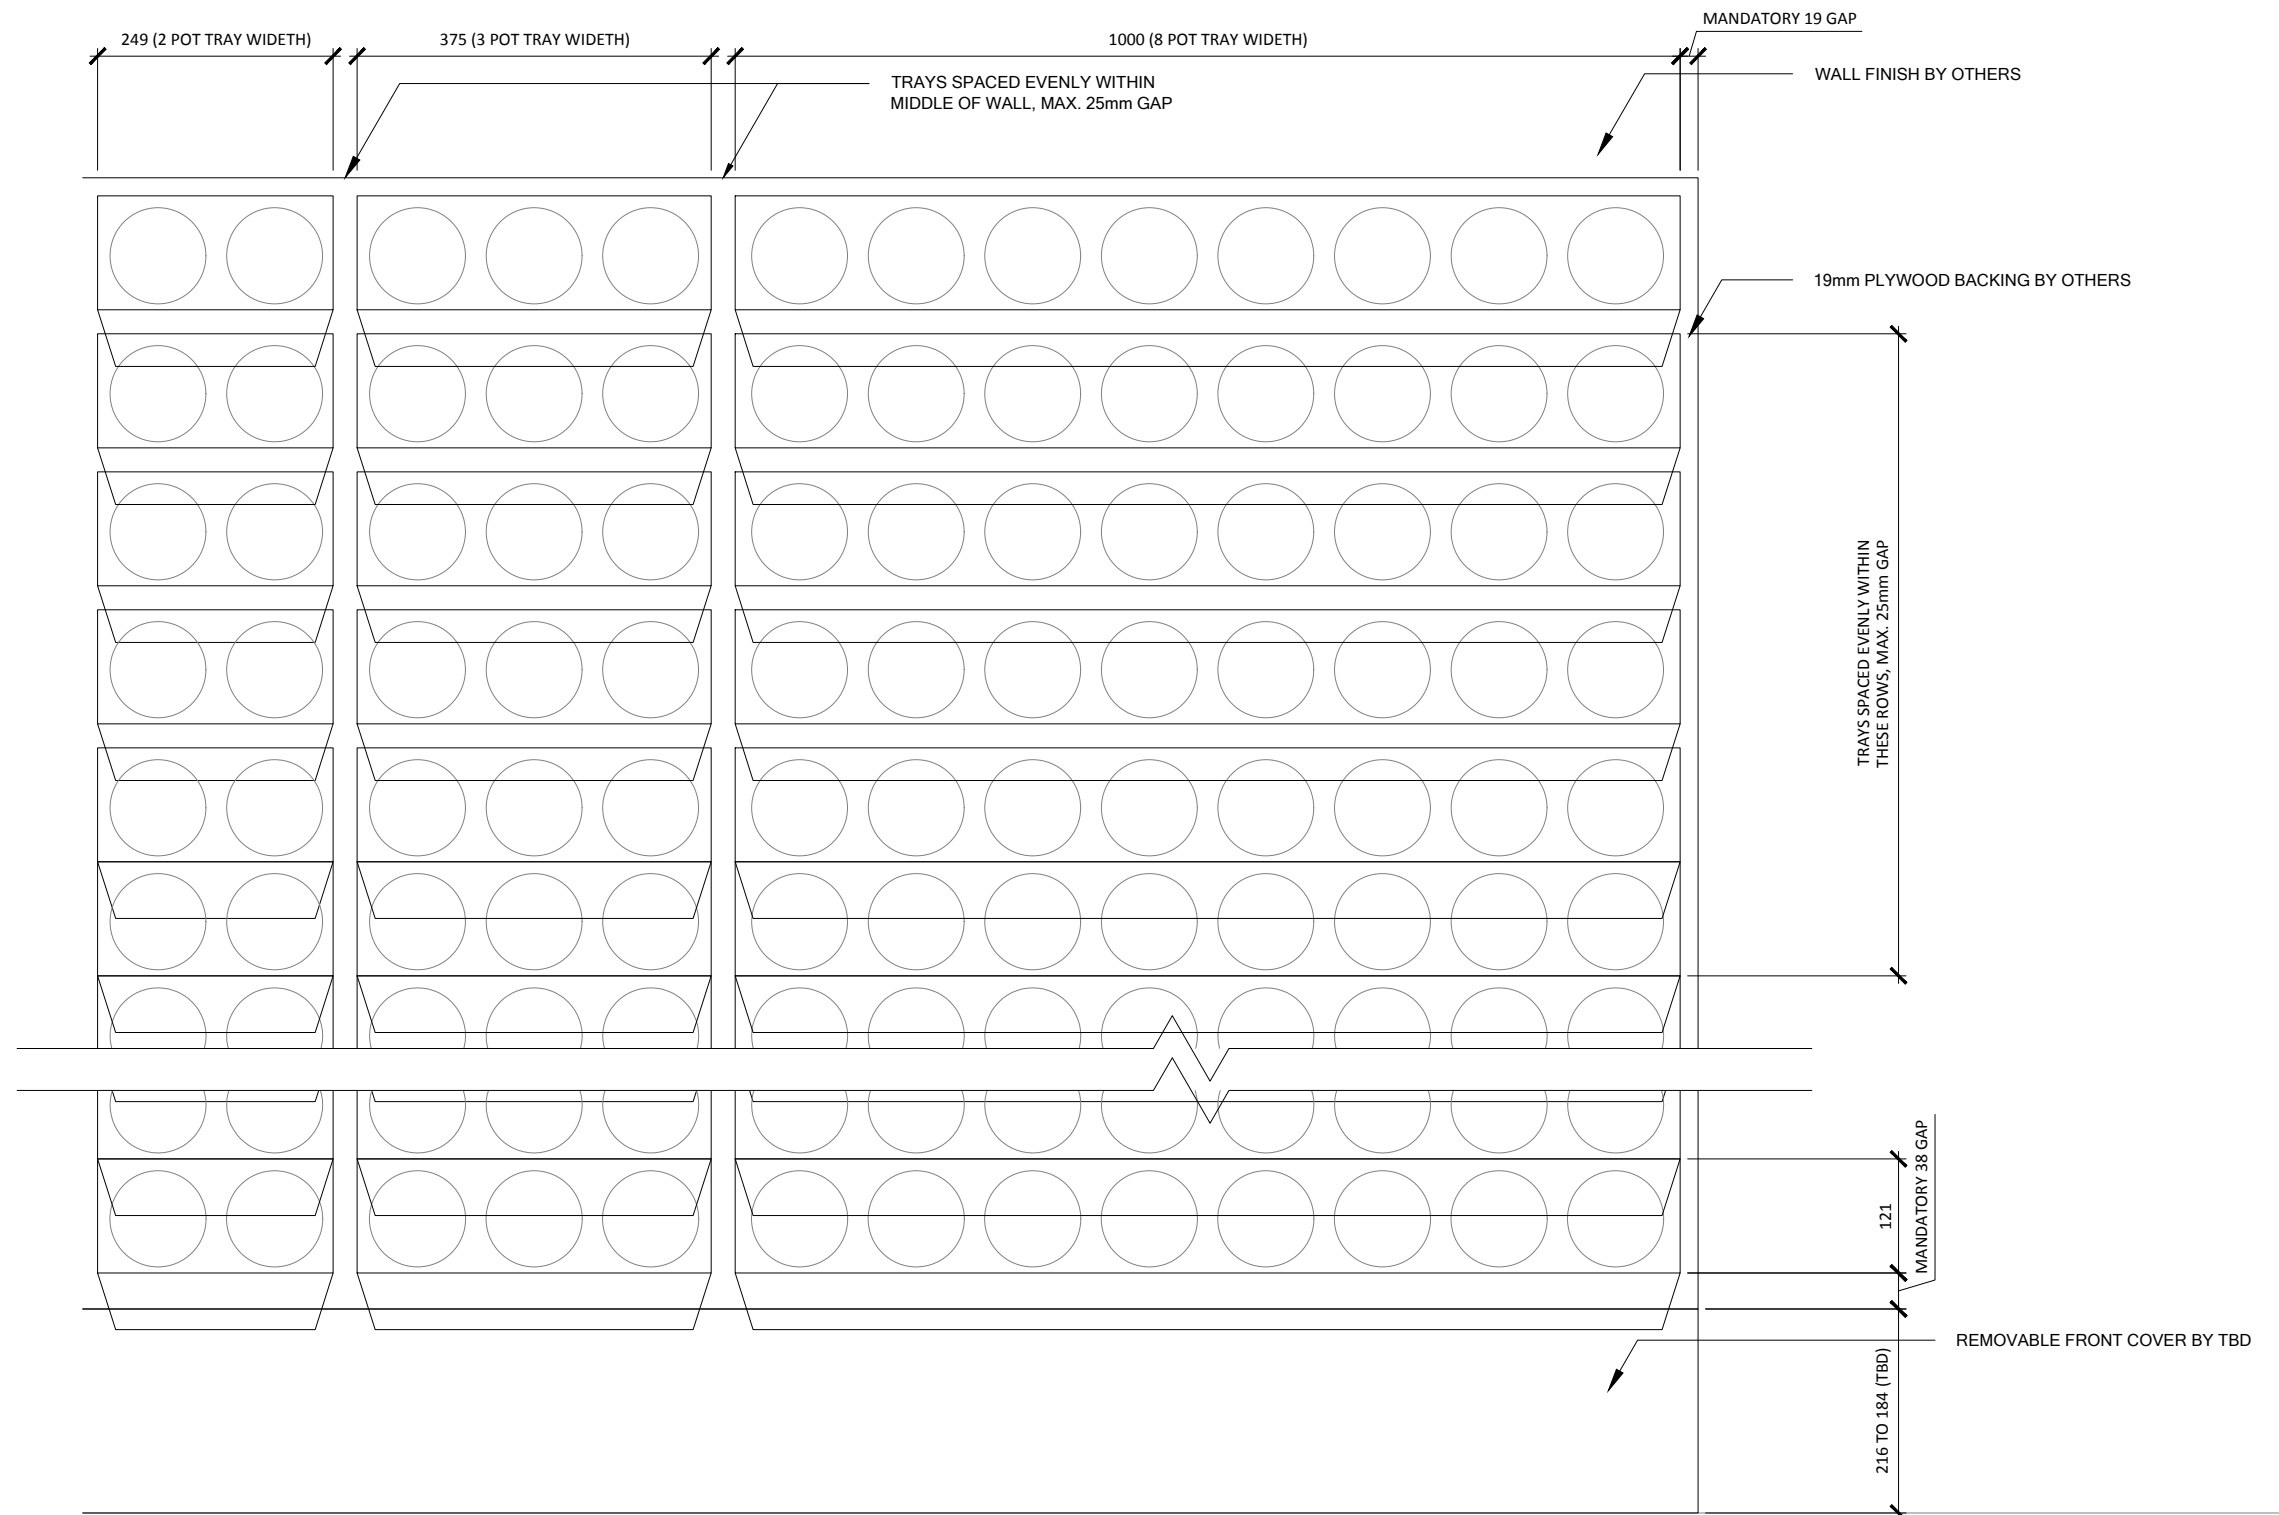 MANDATORY 19 GAP
249 (2 POT TRAY WIDETH)
375 (3 POT TRAY WIDETH)
1000 (8 POT TRAY WIDETH)
TRAYS SPACED EVENLY WITHIN
MIDDLE OF WALL, MAX. 25mm GAP
WALL FINISH BY OTHERS
19mm PLYWOOD BACKING BY OTHERS
TRAYS SPACED EVENLY WITHIN
THESE ROWS, MAX. 25mm GAP
121
MANDATORY 38 GAP
REMOVABLE FRONT COVER BY TBD
216 TO 184 (TBD)